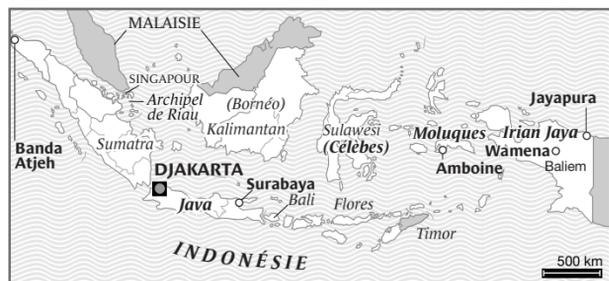 MALAISIE
SINGAPOUR
Archipel
de Riau
(Bornéo)
Kalimantan
Jayapura
Banda
Atjeh
Sumatra
Sulawesi
(Célèbes)
Moluques
Irian Jaya
Wamena
Amboine
Baliem
DJAKARTA
Surabaya
Java
Bali
Flores
Timor
INDONÉSIE
500 km